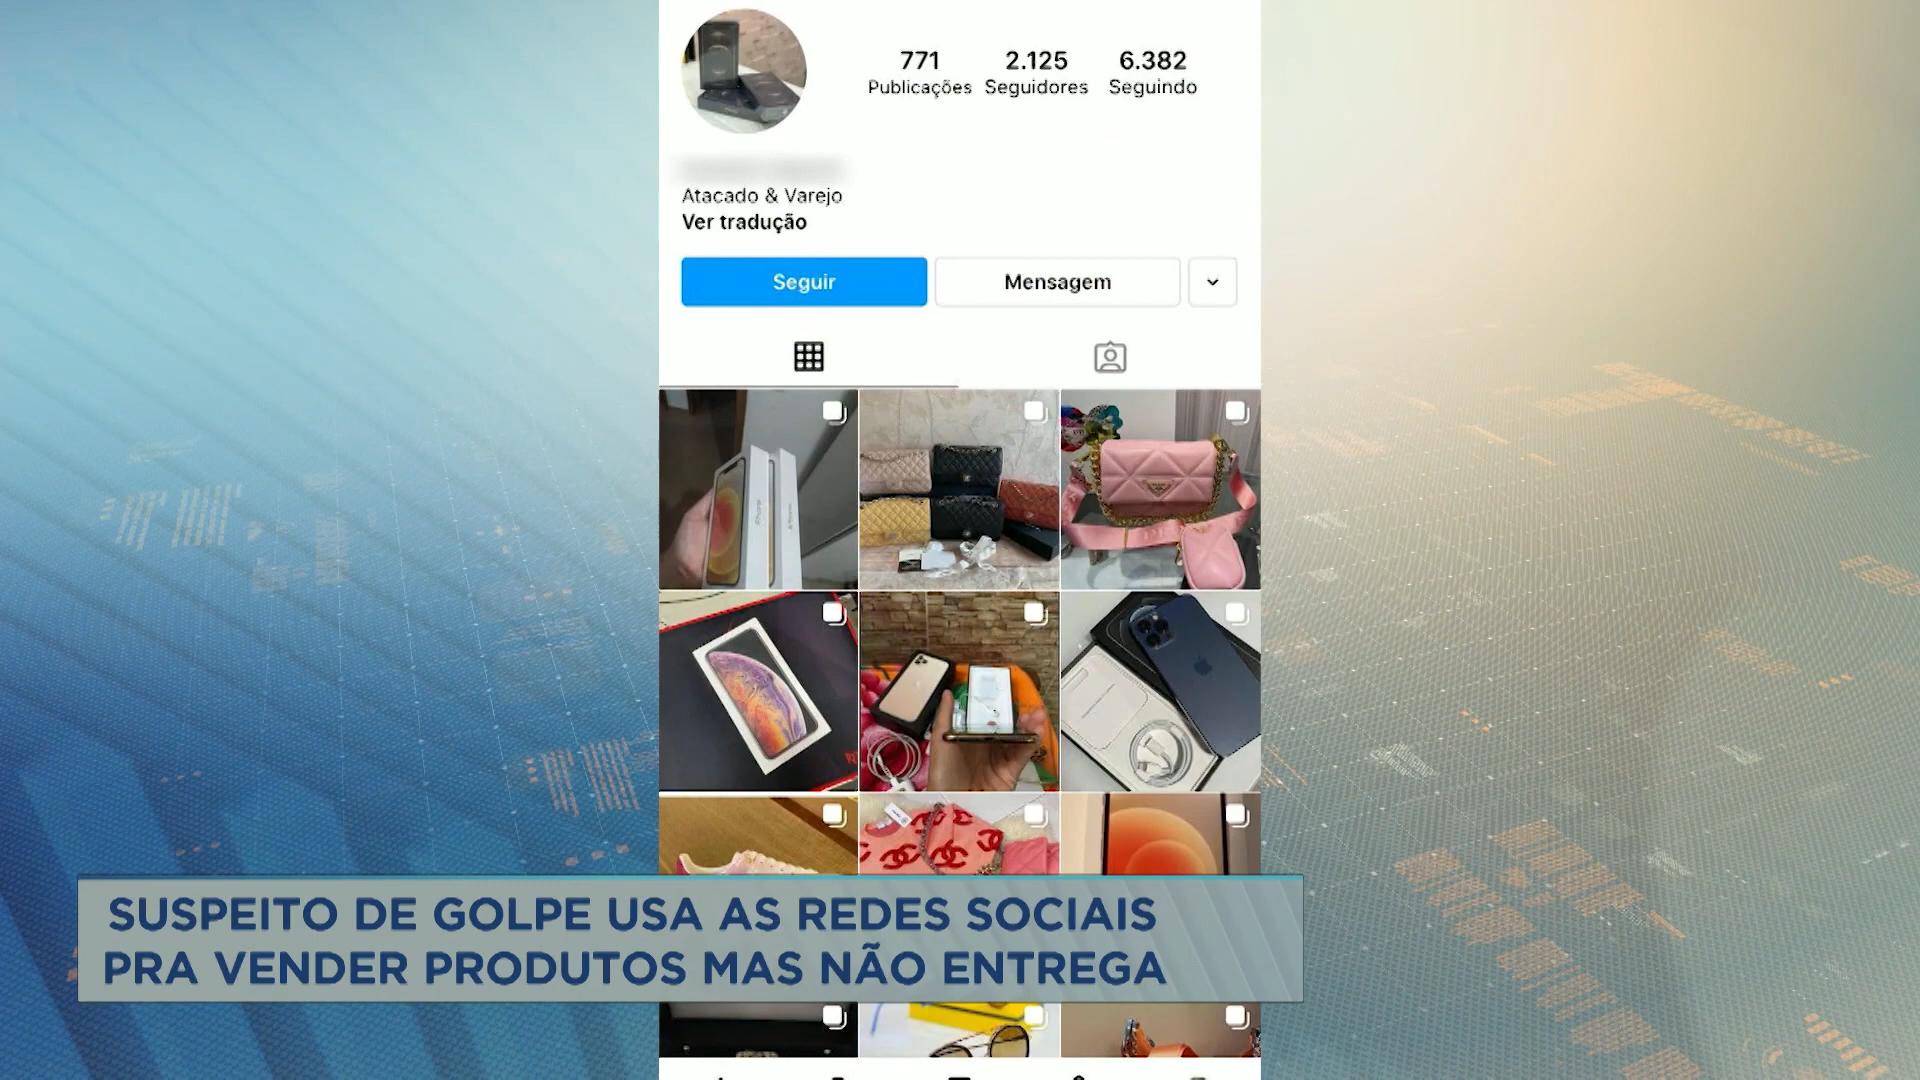 771
2.125
6.382
Publicações
Seguidores
Seguindo
Atacado & Varejo
Ver tradução
Seguir
Mensagem
SUSPEITO DE GOLPE USA AS REDES SOCIAIS
PRA VENDER PRODUTOS MAS NÃO ENTREGA